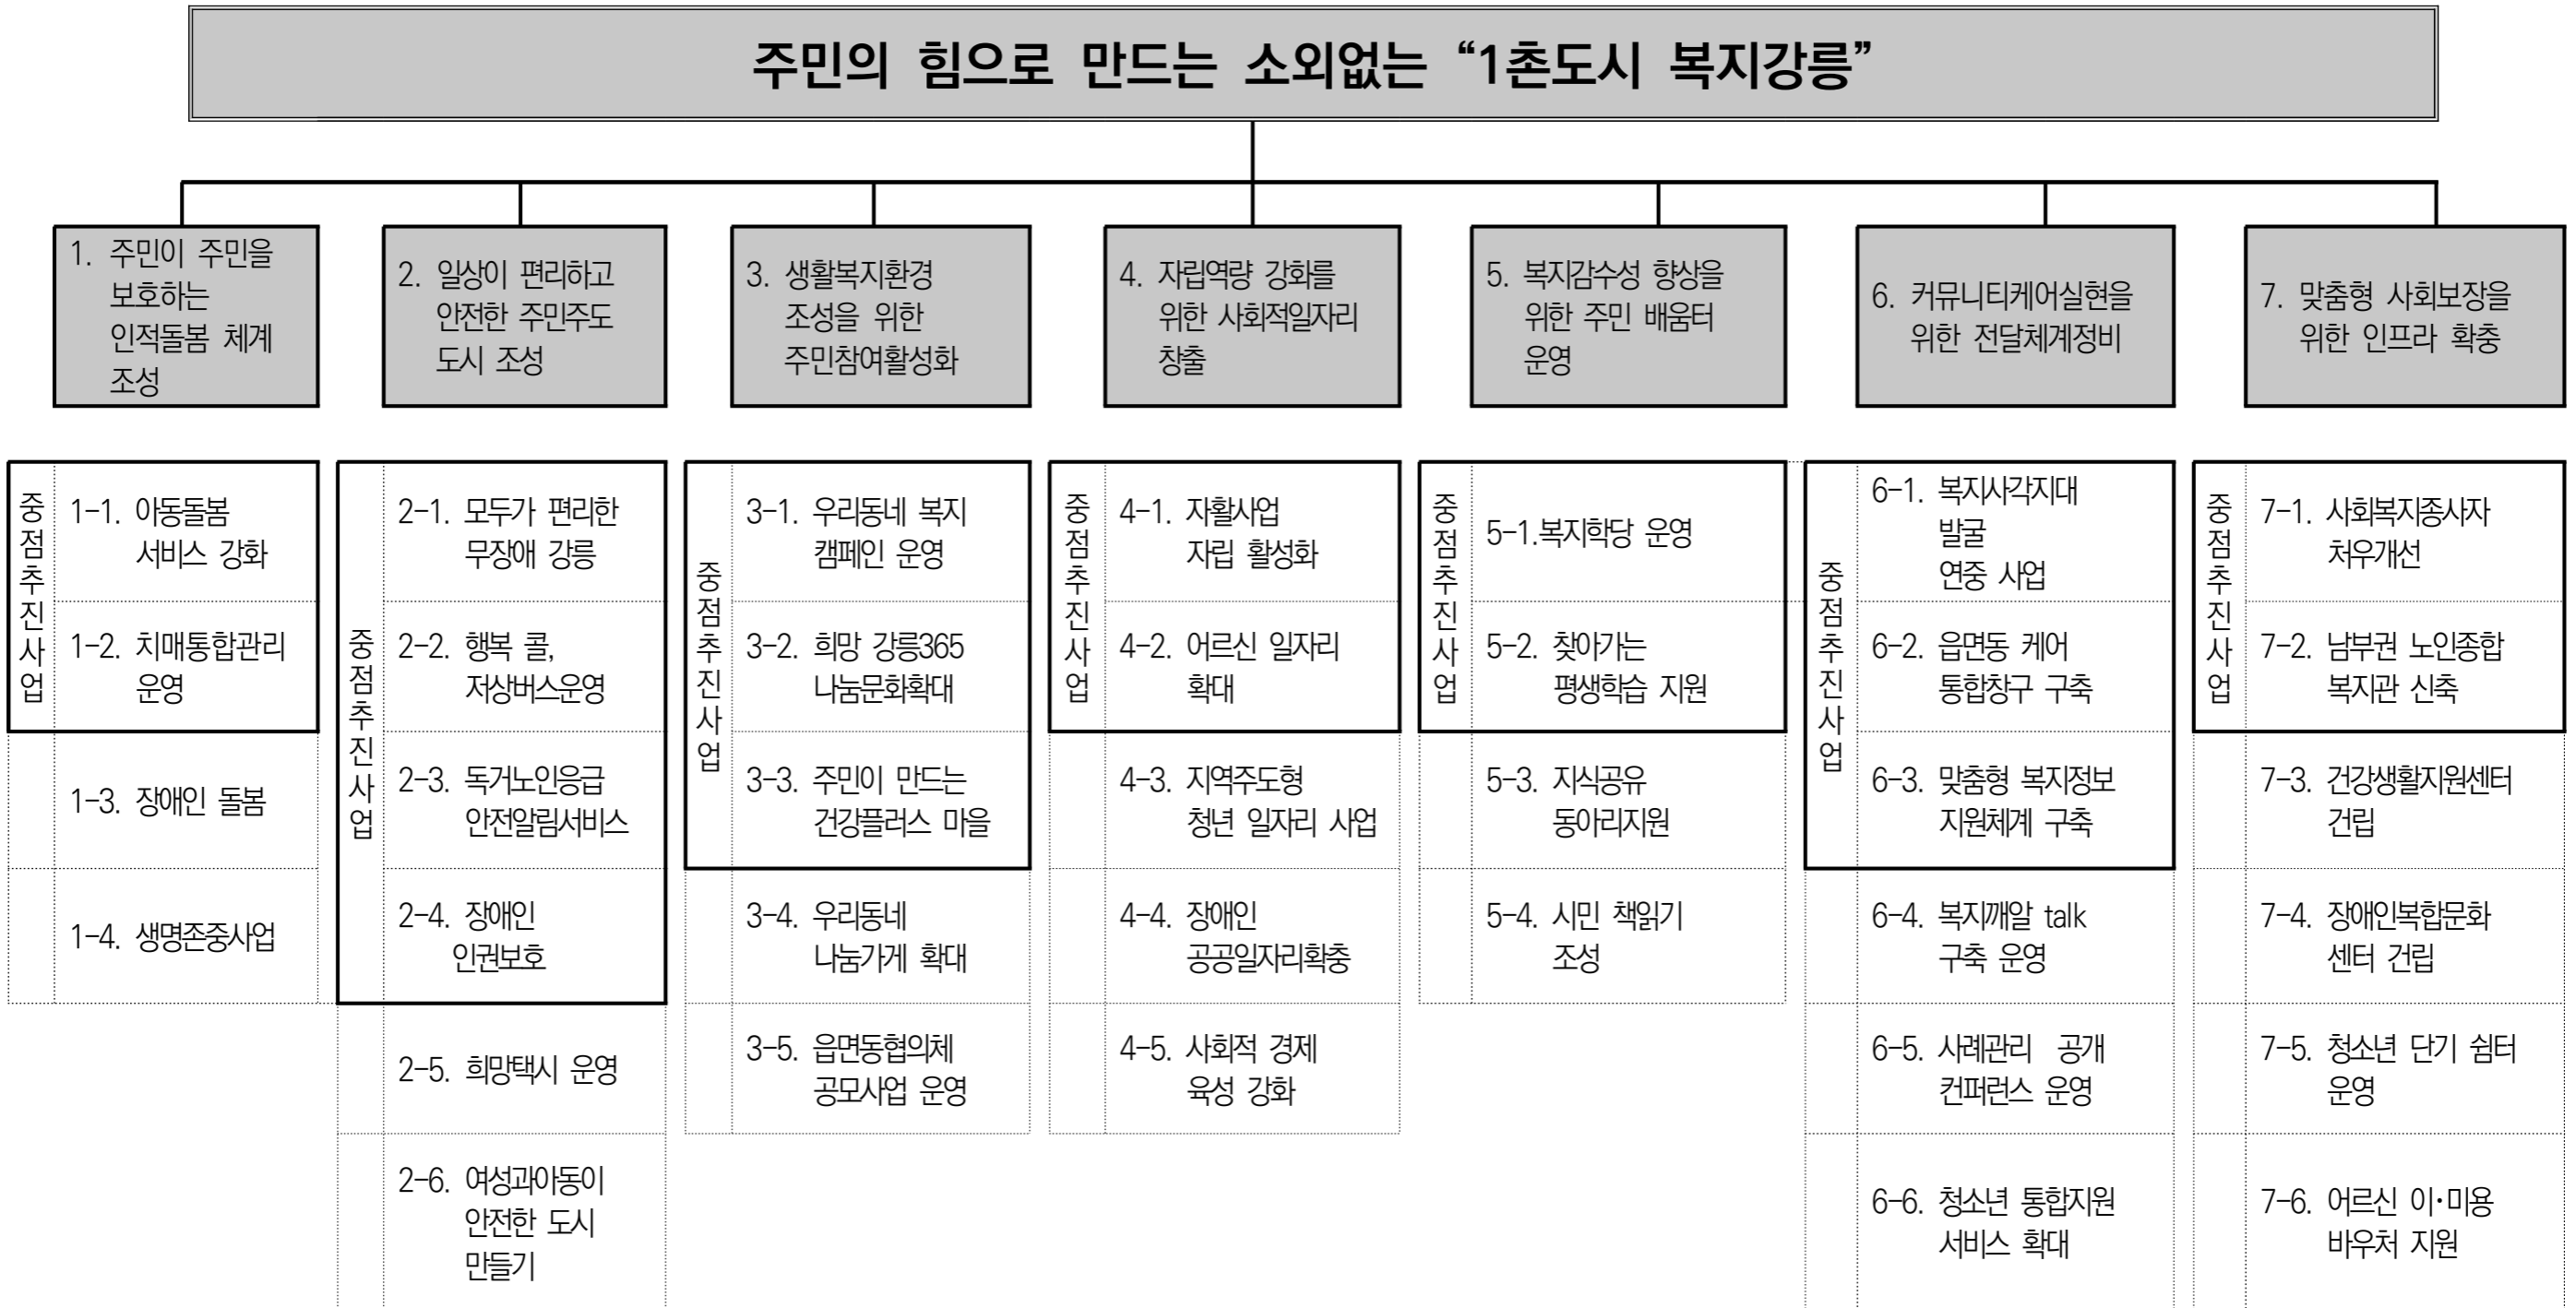 주민의 힘으로 만드는 소외없는 “1촌도시 복지강릉”
1. 주민이 주민을
보호하는
인적돌봄 체계
조성
2. 일상이 편리하고
안전한 주민주도
도시 조성
3. 생활복지환경
조성을 위한
주민참여활성화
4. 자립역량 강화를
위한 사회적일자리
창출
5. 복지감수성 향상을
위한 주민 배움터
운영
6. 커뮤니티케어실현을
위한 전달체계정비
7. 맞춤형 사회보장을
위한 인프라 확충
중점추진사업
1-1. 아동돌봄
서비스 강화
1-2. 치매통합관리
운영
1-3. 장애인 돌봄
1-4. 생명존중사업
중점추진사업
2-1. 모두가 편리한
무장애 강릉
2-2. 행복 콜,
저상버스운영
2-3. 독거노인응급
안전알림서비스
2-4. 장애인
인권보호
2-5. 희망택시 운영
2-6. 여성과아동이
안전한 도시
만들기
중점추진사업
3-1. 우리동네 복지
캠페인 운영
3-2. 희망 강릉365
나눔문화확대
3-3. 주민이 만드는
건강플러스 마을
3-4. 우리동네
나눔가게 확대
3-5. 읍면동협의체
공모사업 운영
중점추진사업
4-1. 자활사업
자립 활성화
4-2. 어르신 일자리
확대
4-3. 지역주도형
청년 일자리 사업
4-4. 장애인
공공일자리확충
4-5. 사회적 경제
육성 강화
중점추진사업
5-1.복지학당 운영
5-2. 찾아가는
평생학습 지원
5-3. 지식공유
동아리지원
5-4. 시민 책읽기
조성
중점추진사업
6-1. 복지사각지대
발굴
연중 사업
6-2. 읍면동 케어
통합창구 구축
6-3. 맞춤형 복지정보
지원체계 구축
6-4. 복지깨알 talk
구축 운영
6-5. 사례관리 공개
컨퍼런스 운영
6-6. 청소년 통합지원
서비스 확대
중점추진사업
7-1. 사회복지종사자
처우개선
7-2. 남부권 노인종합
복지관 신축
7-3. 건강생활지원센터
건립
7-4. 장애인복합문화
센터 건립
7-5. 청소년 단기 쉼터
운영
7-6. 어르신 이·미용
바우처 지원